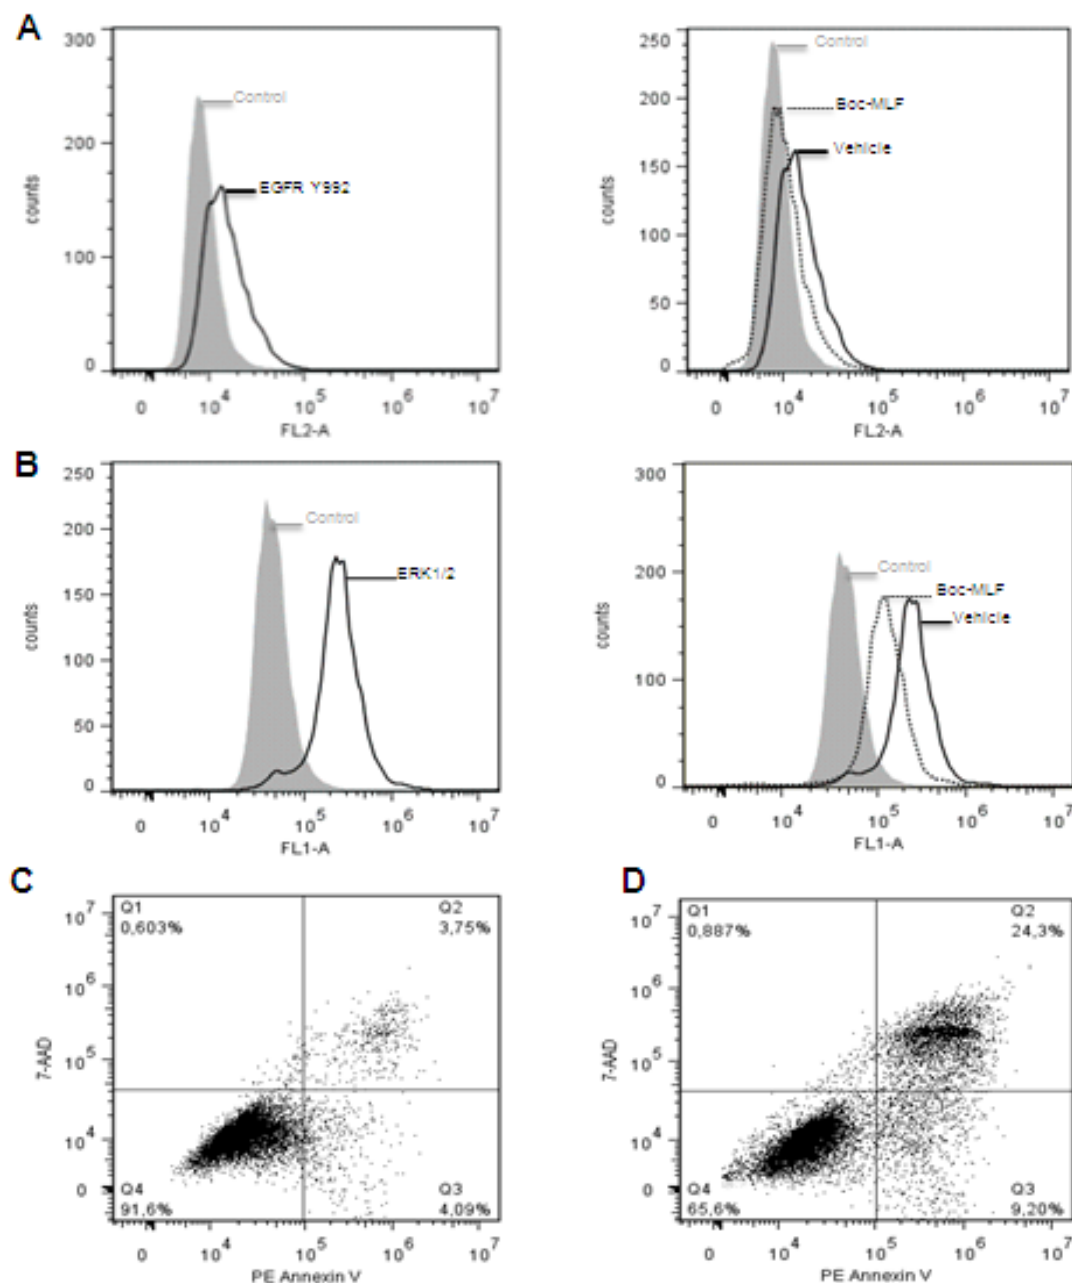 A
300
200
100
0
counts
Control
EGFR Y992
0 10^4 10^5 10^6 10^7
FL2-A
250
200
150
100
50
0
counts
Control
Boc-MLF
Vehicle
0 10^4 10^5 10^6 10^7
FL2-A
B
250
200
150
100
50
0
counts
Control
ERK1/2
0 10^4 10^5 10^6 10^7
FL1-A
300
200
100
0
counts
Control
Boc-MLF
Vehicle
0 10^4 10^5 10^6 10^7
FL1-A
C
10^7
10^6
10^5
10^4
0
7-AAD
Q1
0,603%
Q2
3,75%
Q4
91,6%
Q3
4,09%
0 10^4 10^5 10^6 10^7
PE Annexin V
D
10^7
10^6
10^5
10^4
0
7-AAD
Q1
0,887%
Q2
24,3%
Q4
65,6%
Q3
9,20%
0 10^4 10^5 10^6 10^7
PE Annexin V